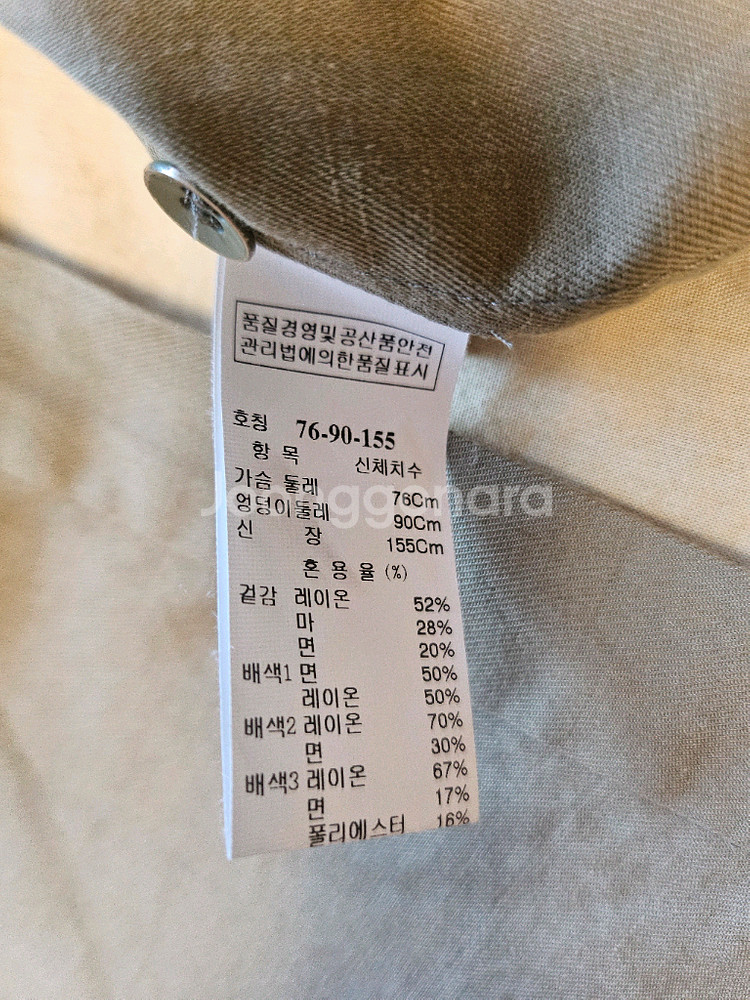 품질경영및공산품안전
관리법에의한품질표시
호칭 76-90-155
항 목 신체치수
가슴 둘레 76Cm
엉덩이둘레 90Cm
신 장 155Cm
혼 용 율 (%)
겉감 레이온 52%
마 28%
면 20%
배색1 면 50%
레이온 50%
배색2 레이온 70%
면 30%
배색3 레이온 67%
면 17%
폴리에스터 16%
joonggonara